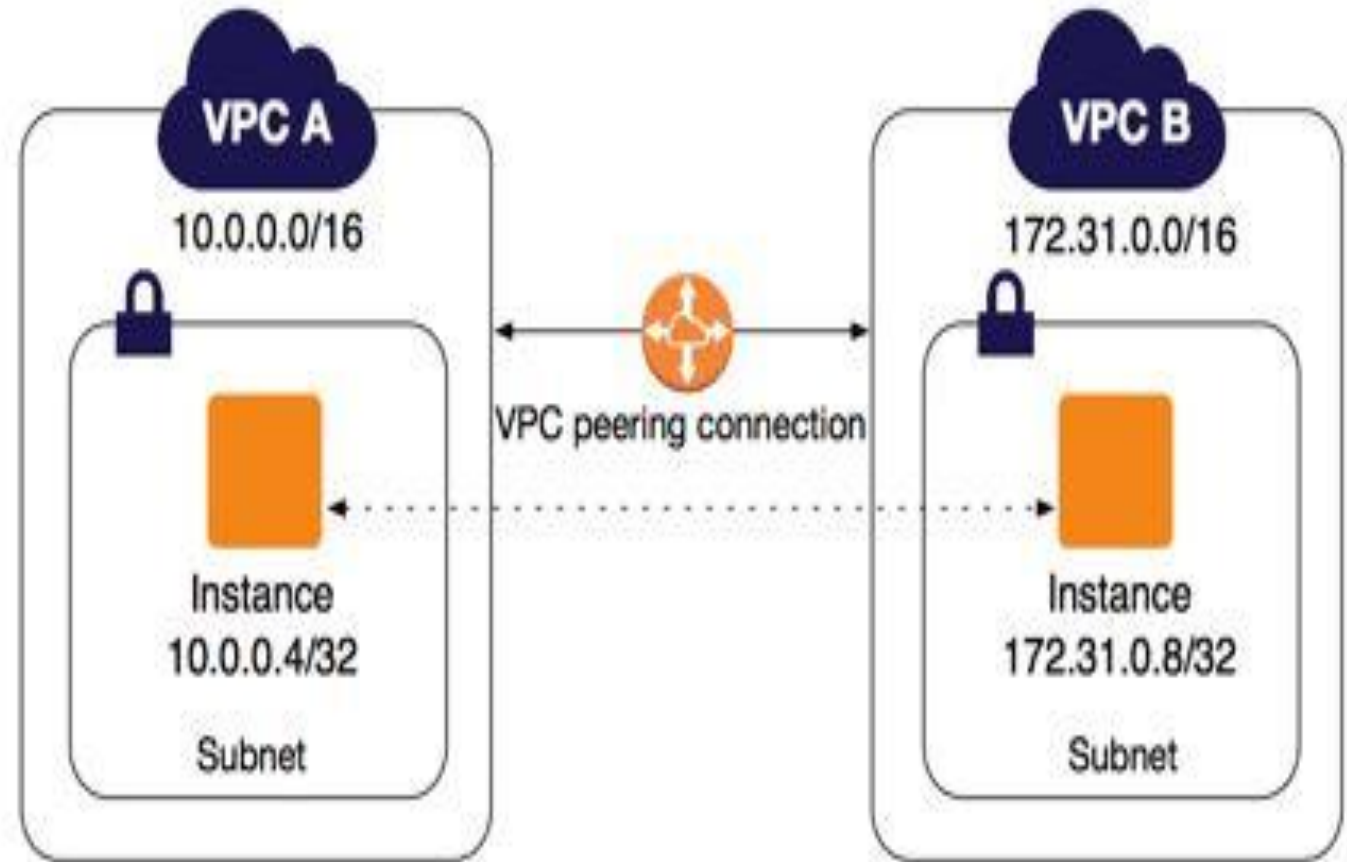 VPC A
10.0.0.0/16
VPC B
172.31.0.0/16
VPC peering connection
Instance
10.0.0.4/32
Subnet
Instance
172.31.0.8/32
Subnet